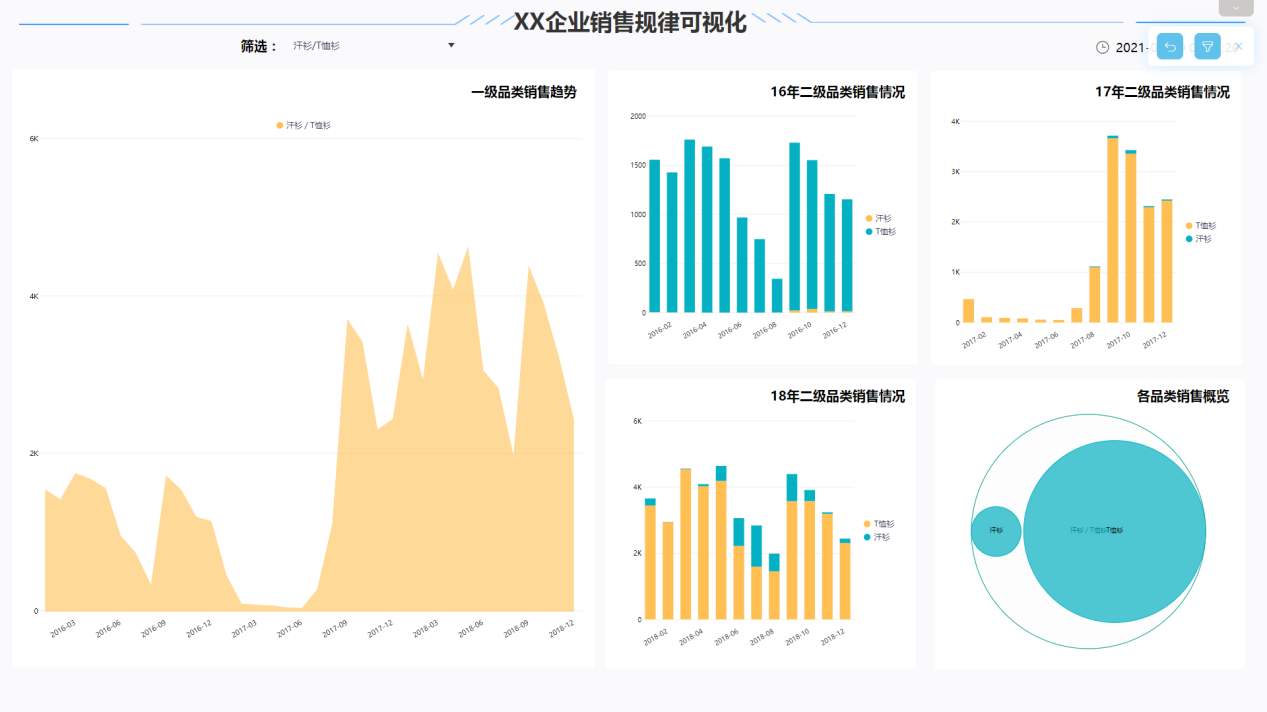 XX企业销售规律可视化
筛选：
汗衫/T恤衫
2021-
一级品类销售趋势
汗衫 / T恤衫
6K
4K
2K
0
2016-03
2016-06
2016-09
2016-12
2017-03
2017-06
2017-09
2017-12
2018-03
2018-06
2018-09
2018-12
16年二级品类销售情况
2000
1500
1000
500
0
2016-02
2016-04
2016-06
2016-08
2016-10
2016-12
汗衫
T恤衫
17年二级品类销售情况
4K
3K
2K
1K
0
2017-02
2017-04
2017-06
2017-08
2017-10
2017-12
T恤衫
汗衫
18年二级品类销售情况
6K
4K
2K
0
2018-02
2018-04
2018-06
2018-08
2018-10
2018-12
T恤衫
汗衫
各品类销售概览
汗衫
汗衫 / T恤衫T恤衫